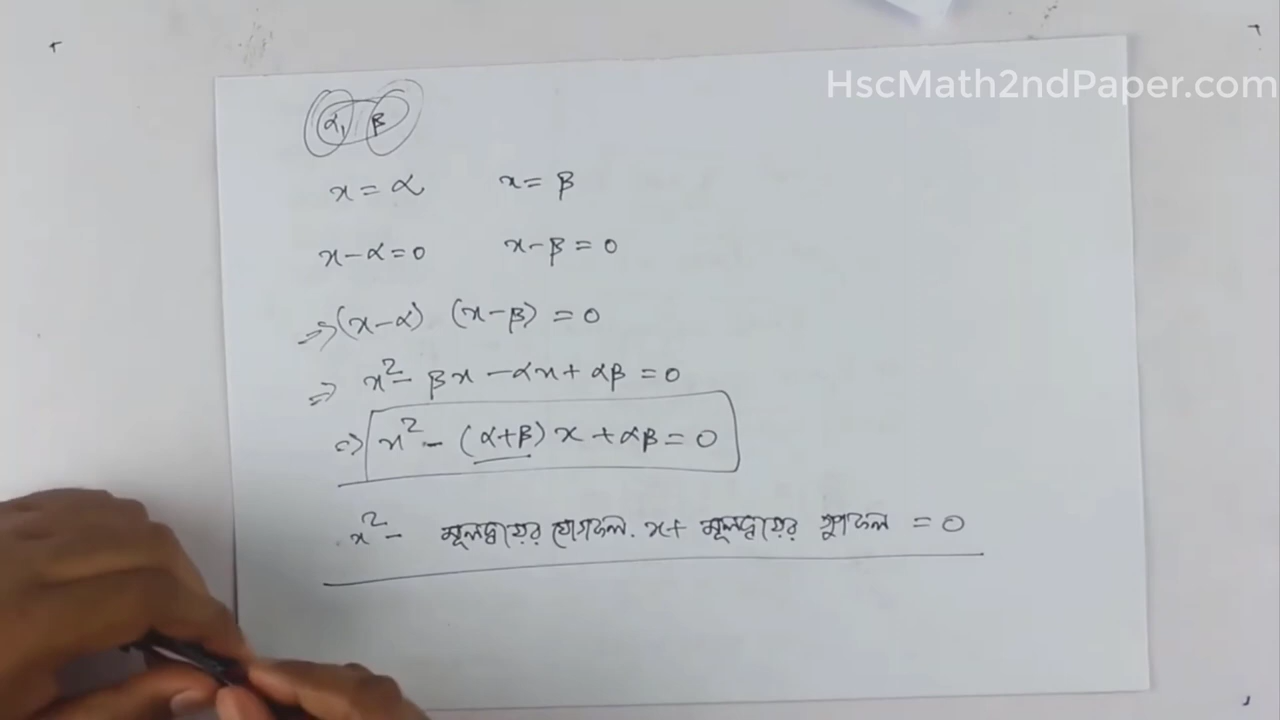 HscMath2ndPaper.com
α, β
x = α x = β
x - α = 0 x - β = 0
⇒ (x - α) (x - β) = 0
⇒ x² - βx - αx + αβ = 0
⇒ x² - (α+β) x + αβ = 0
x² - মূলদ্বয়ের যোগফল . x + মূলদ্বয়ের গুণফল = 0